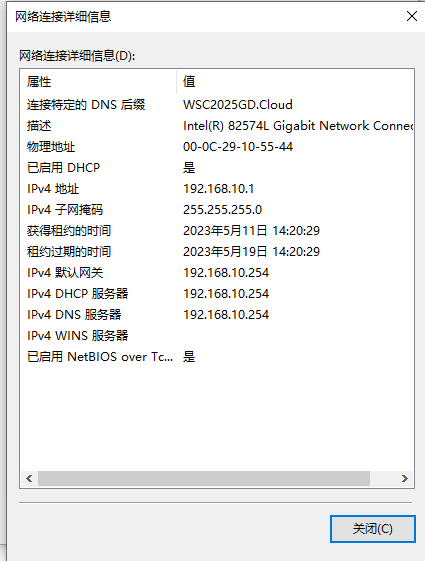 网络连接详细信息
网络连接详细信息(D):
属性 值
连接特定的 DNS 后缀 WSC2025GD.Cloud
描述 Intel(R) 82574L Gigabit Network Connec
物理地址 00-0C-29-10-55-44
已启用 DHCP 是
IPv4 地址 192.168.10.1
IPv4 子网掩码 255.255.255.0
获得租约的时间 2023年5月11日 14:20:29
租约过期的时间 2023年5月19日 14:20:29
IPv4 默认网关 192.168.10.254
IPv4 DHCP 服务器 192.168.10.254
IPv4 DNS 服务器 192.168.10.254
IPv4 WINS 服务器
已启用 NetBIOS over Tc... 是
关闭(C)